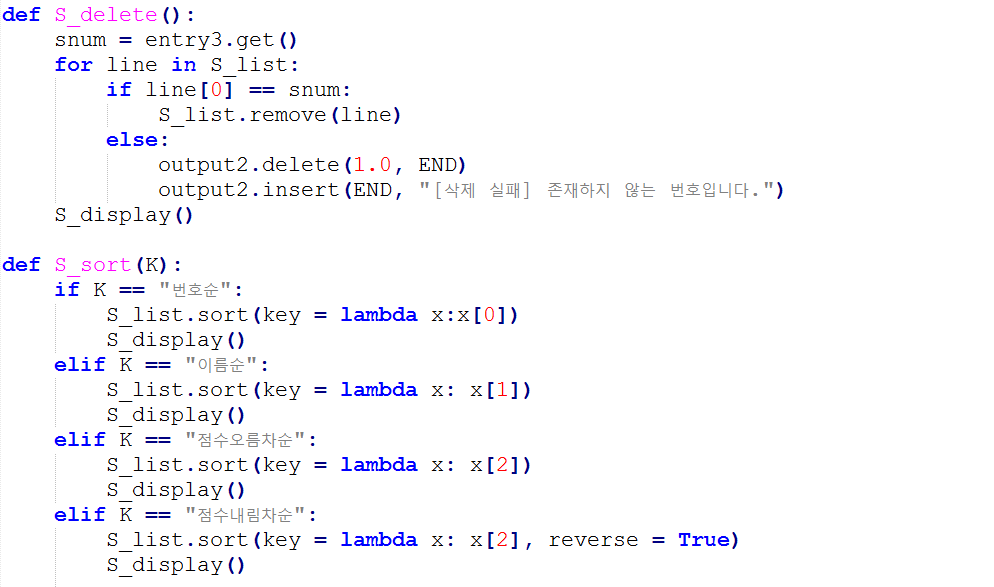 def S_delete():
    snum = entry3.get()
    for line in S_list:
        if line[0] == snum:
            S_list.remove(line)
        else:
            output2.delete(1.0, END)
            output2.insert(END, "[삭제 실패] 존재하지 않는 번호입니다.")
    S_display()

def S_sort(K):
    if K == "번호순":
        S_list.sort(key = lambda x:x[0])
        S_display()
    elif K == "이름순":
        S_list.sort(key = lambda x: x[1])
        S_display()
    elif K == "점수오름차순":
        S_list.sort(key = lambda x: x[2])
        S_display()
    elif K == "점수내림차순":
        S_list.sort(key = lambda x: x[2], reverse = True)
        S_display()